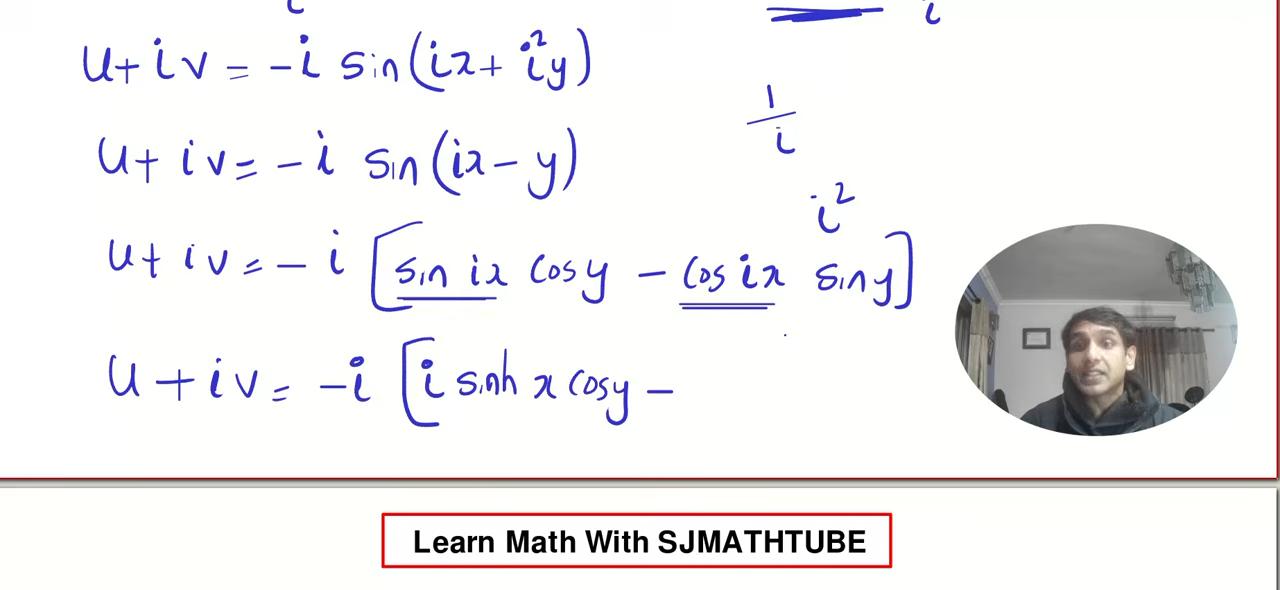 i
i
u + iv = -i sin(ix + i²y)
1/i
u + iv = -i sin(ix - y)
i²
u + iv = -i [sin ix cos y - cos ix sin y]
u + iv = -i [i sinh x cos y -
Learn Math With SJMATHTUBE